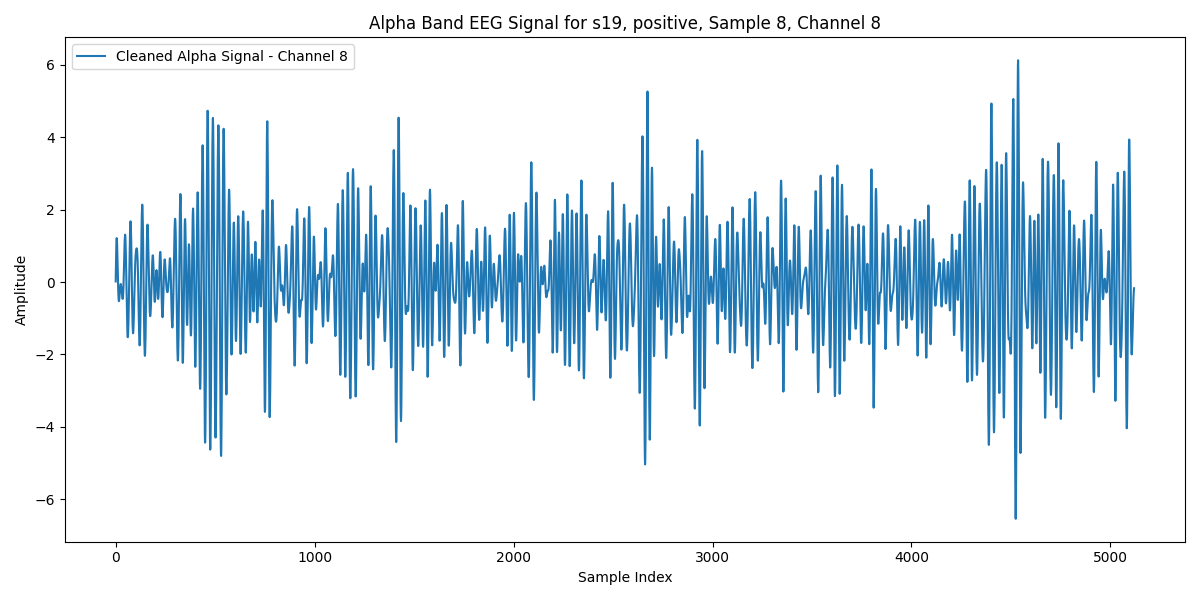 Alpha Band EEG Signal for s19, positive, Sample 8, Channel 8
Cleaned Alpha Signal - Channel 8
6
4
2
0
−2
−4
−6
Amplitude
0 1000 2000 3000 4000 5000
Sample Index